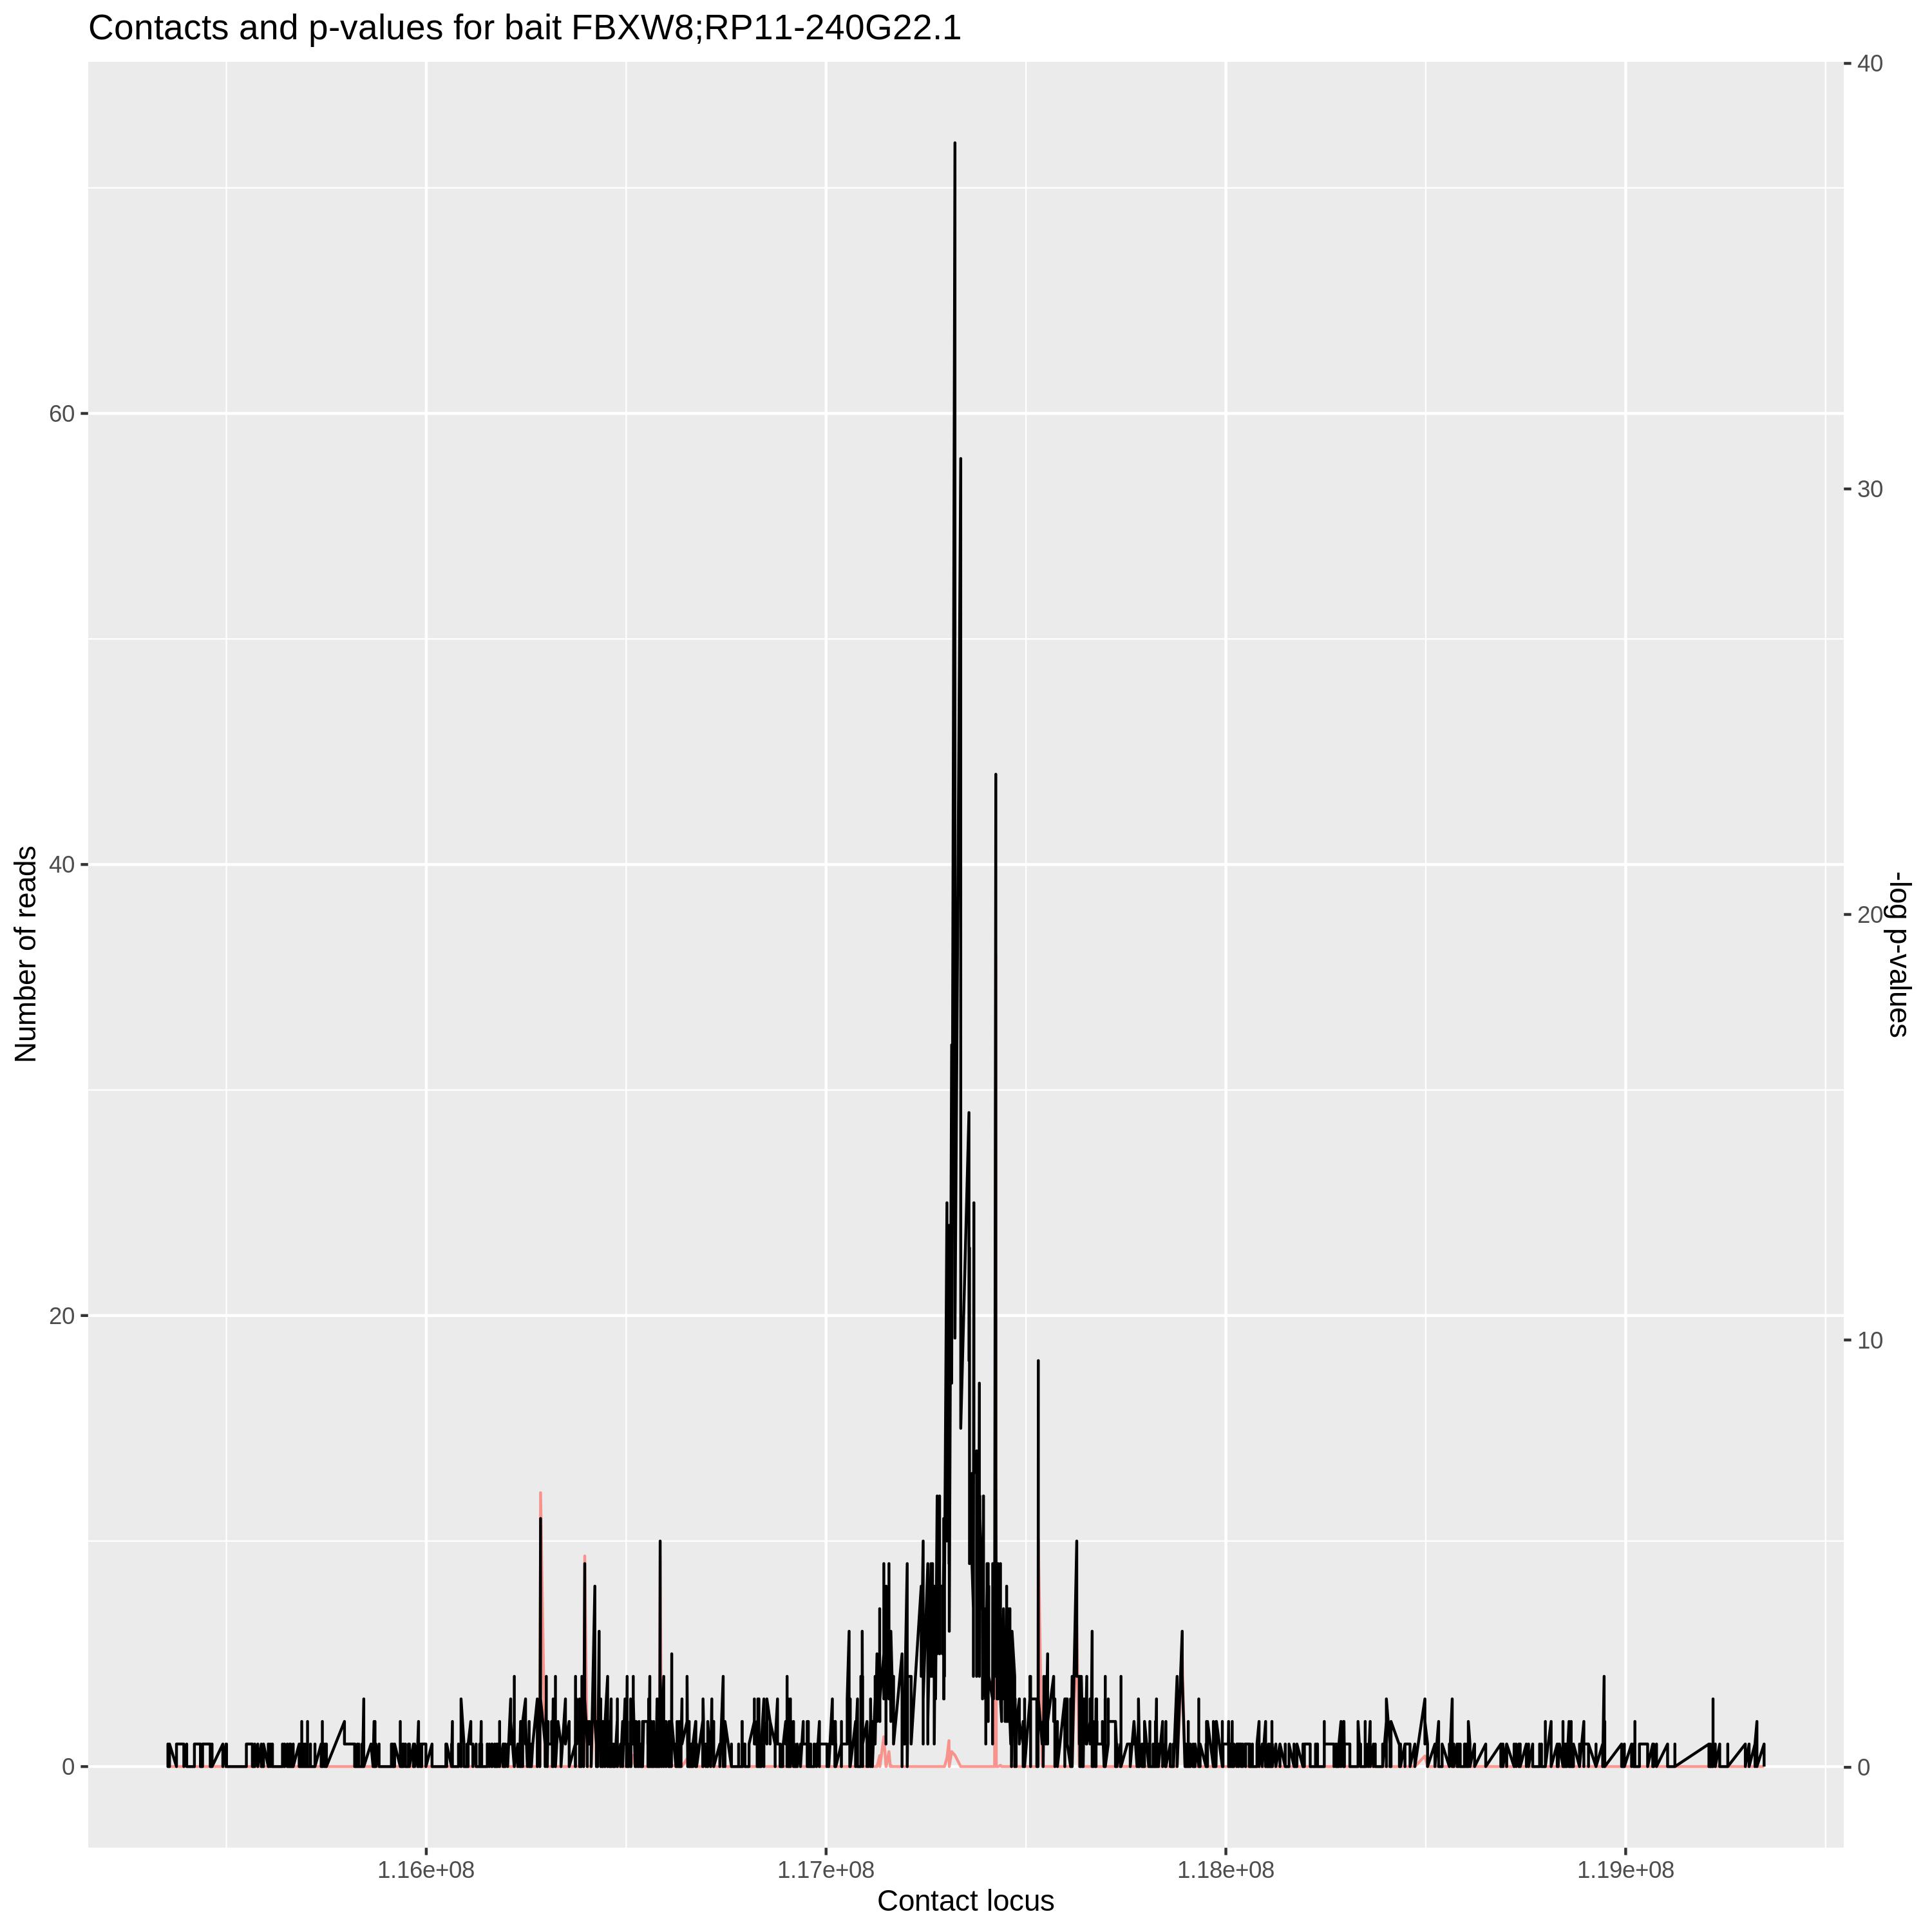 Contacts and p-values for bait FBXW8;RP11-240G22.1
Number of reads
60
40
20
0
40
30
20
10
0
-log p-values
1.16e+08
1.17e+08
1.18e+08
1.19e+08
Contact locus